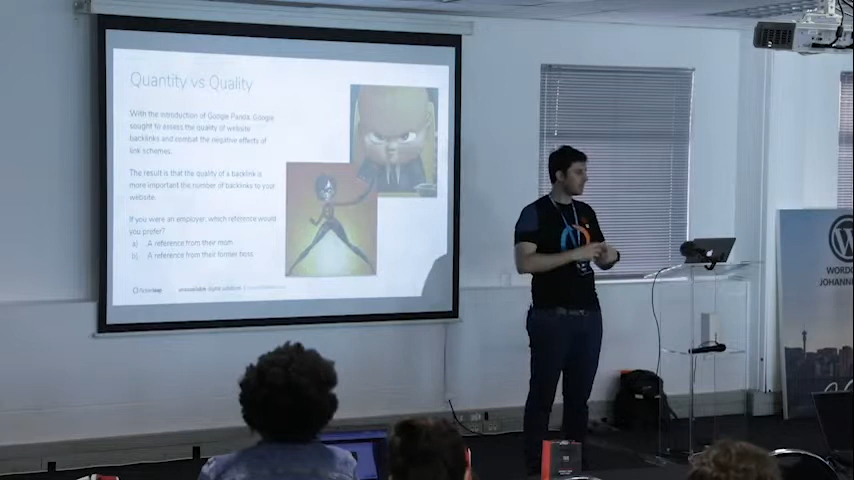 Quantity vs Quality
With the introduction of Google Panda, Google
sought to assess the quality of website
backlinks and combat the negative effects of
link schemes.
The result is that the quality of a backlink is
more important the number of backlinks to your
website.
If you were an employer, which reference would
you prefer?
a) A reference from their mom
b) A reference from their former boss
WORDC
JOHANNE